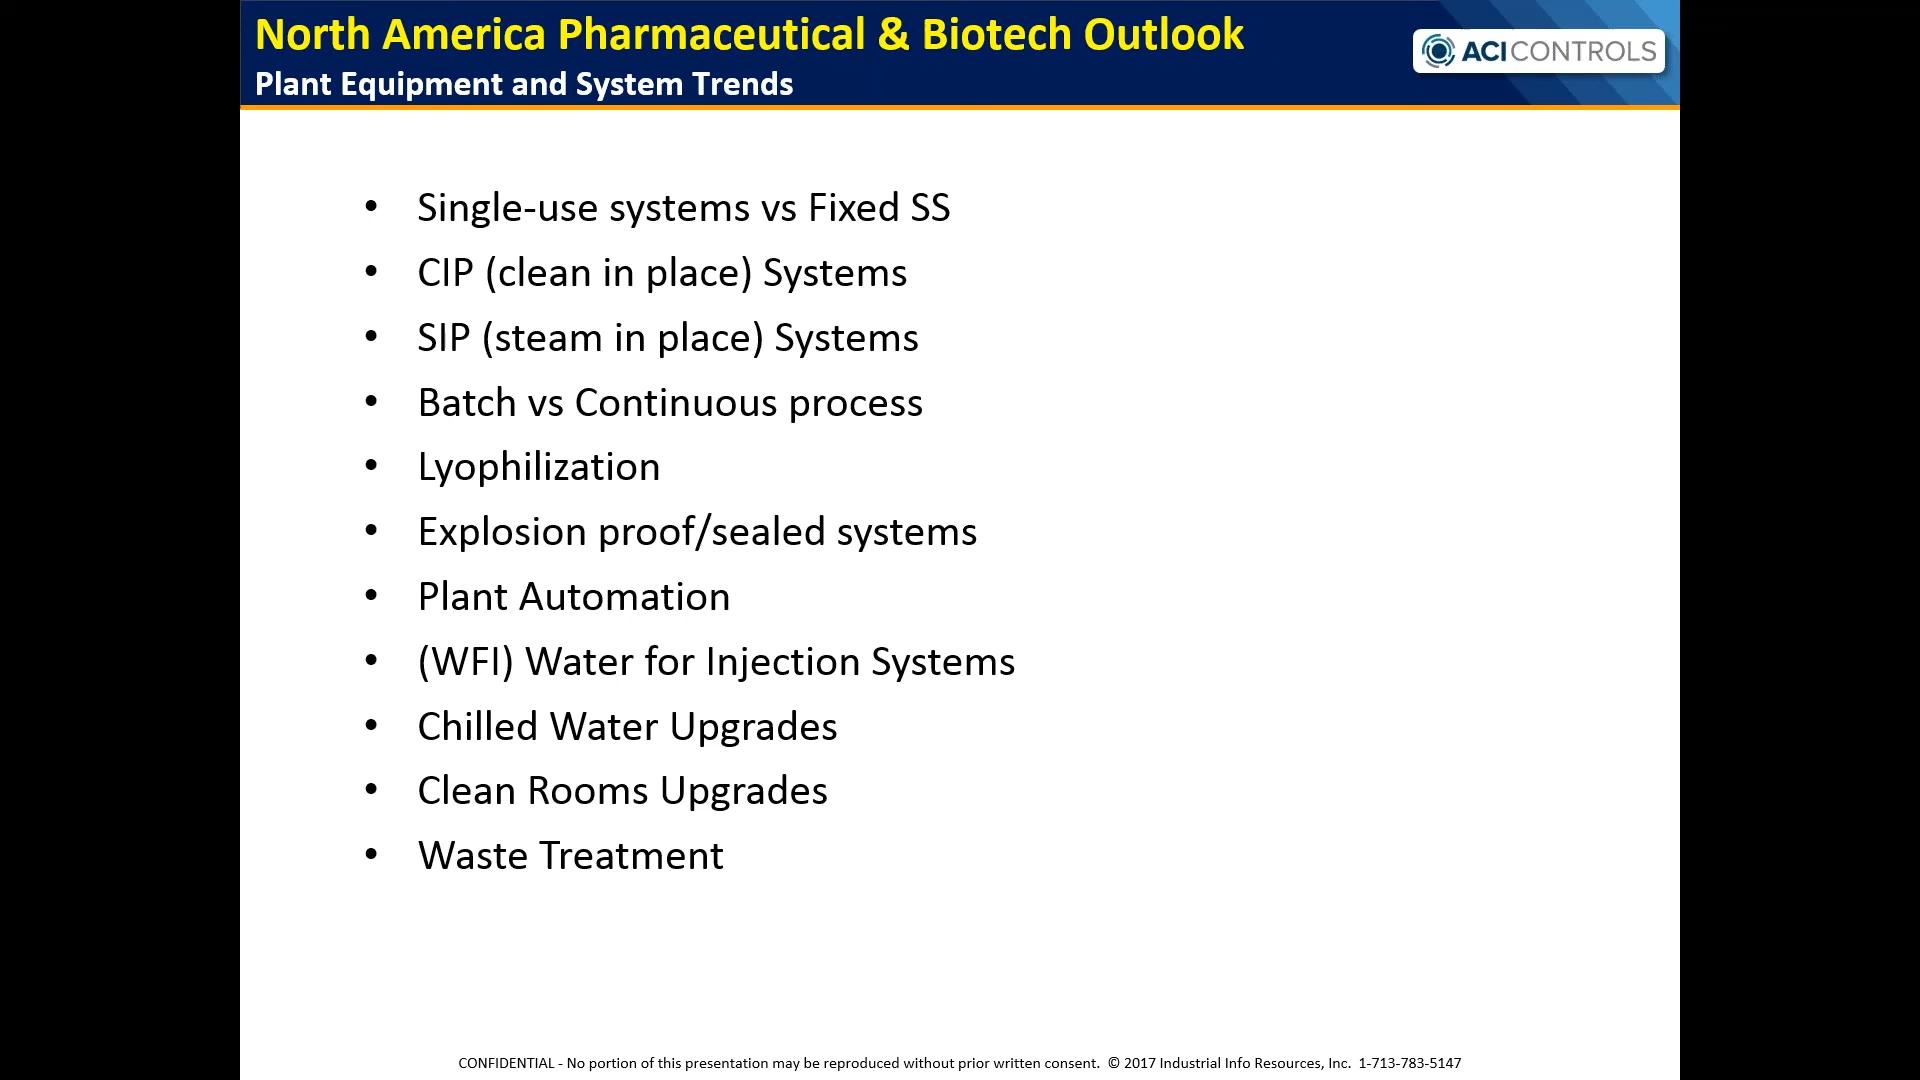 North America Pharmaceutical & Biotech Outlook
Plant Equipment and System Trends
ACI CONTROLS
• Single-use systems vs Fixed SS
• CIP (clean in place) Systems
• SIP (steam in place) Systems
• Batch vs Continuous process
• Lyophilization
• Explosion proof/sealed systems
• Plant Automation
• (WFI) Water for Injection Systems
• Chilled Water Upgrades
• Clean Rooms Upgrades
• Waste Treatment
CONFIDENTIAL - No portion of this presentation may be reproduced without prior written consent. © 2017 Industrial Info Resources, Inc. 1-713-783-5147